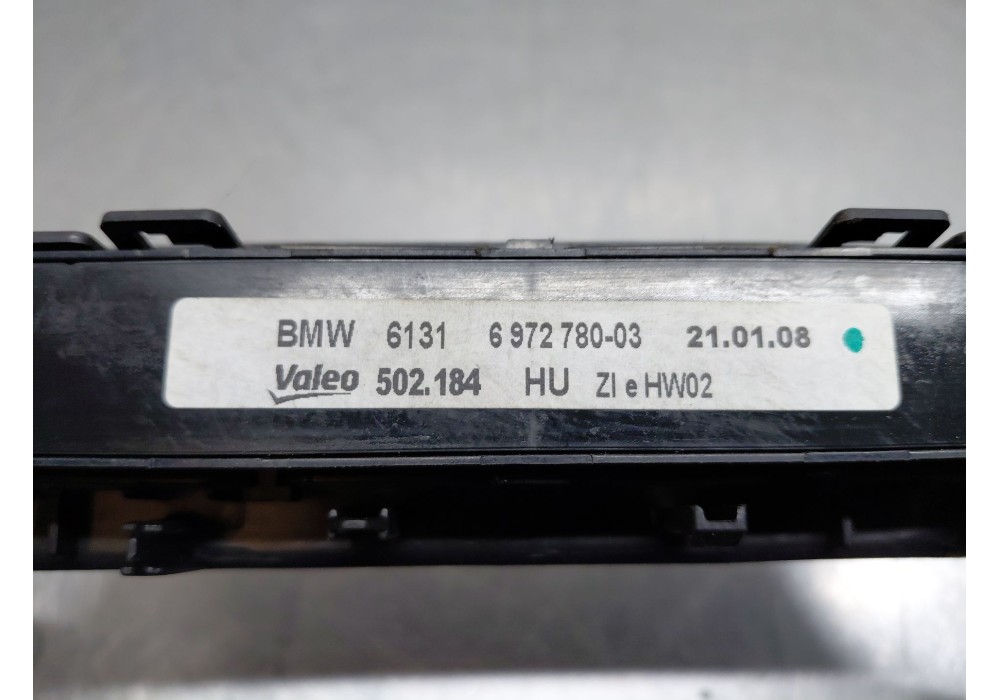 BMW 6131 6 972 780-03 21.01.08
Valeo 502.184 HU ZI e HW02